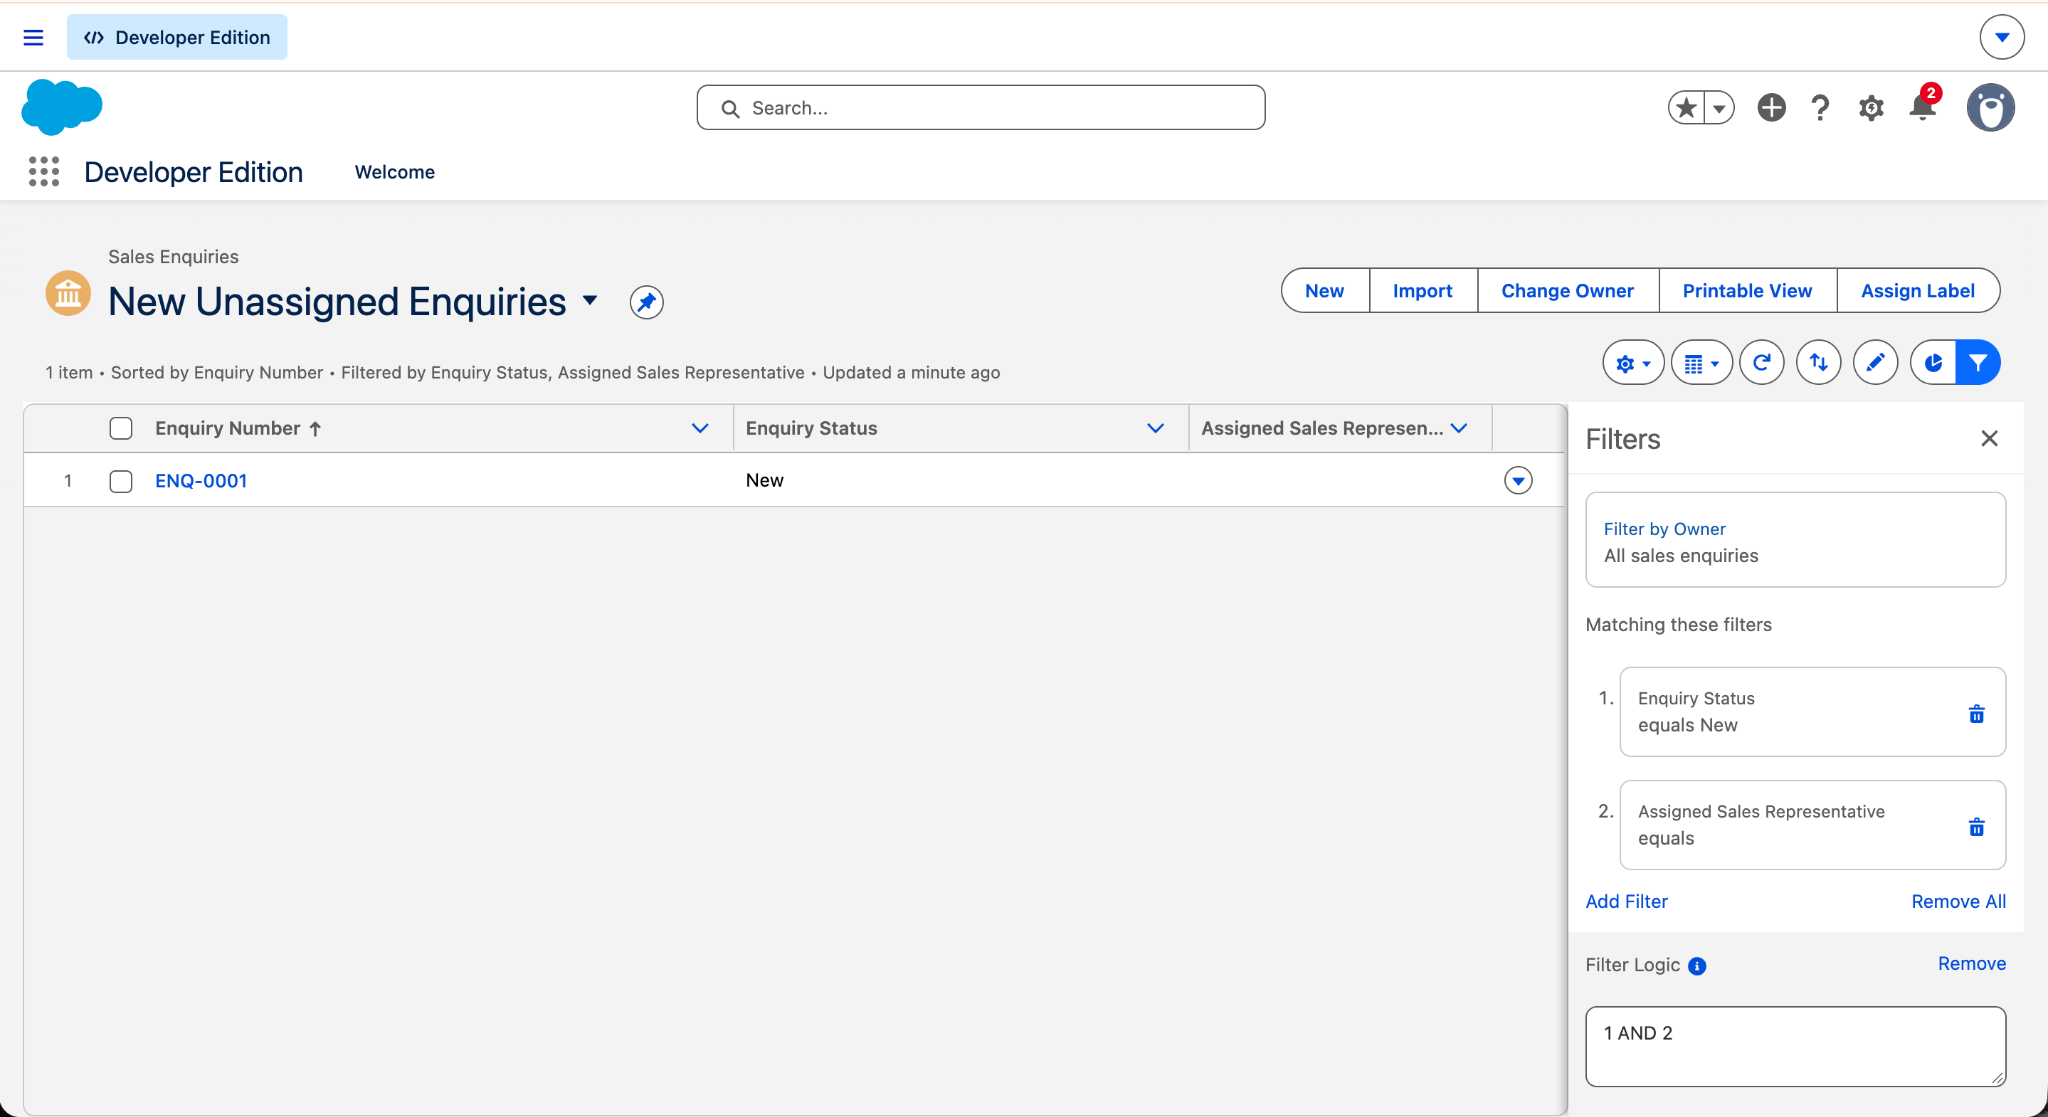 Developer Edition
Search...
2
Developer Edition
Welcome
Sales Enquiries
New Unassigned Enquiries
New
Import
Change Owner
Printable View
Assign Label
1 item • Sorted by Enquiry Number • Filtered by Enquiry Status, Assigned Sales Representative • Updated a minute ago
Enquiry Number
Enquiry Status
Assigned Sales Represen...
1
ENQ-0001
New
Filters
Filter by Owner
All sales enquiries
Matching these filters
1.
Enquiry Status
equals New
2.
Assigned Sales Representative
equals
Add Filter
Remove All
Filter Logic
Remove
1 AND 2